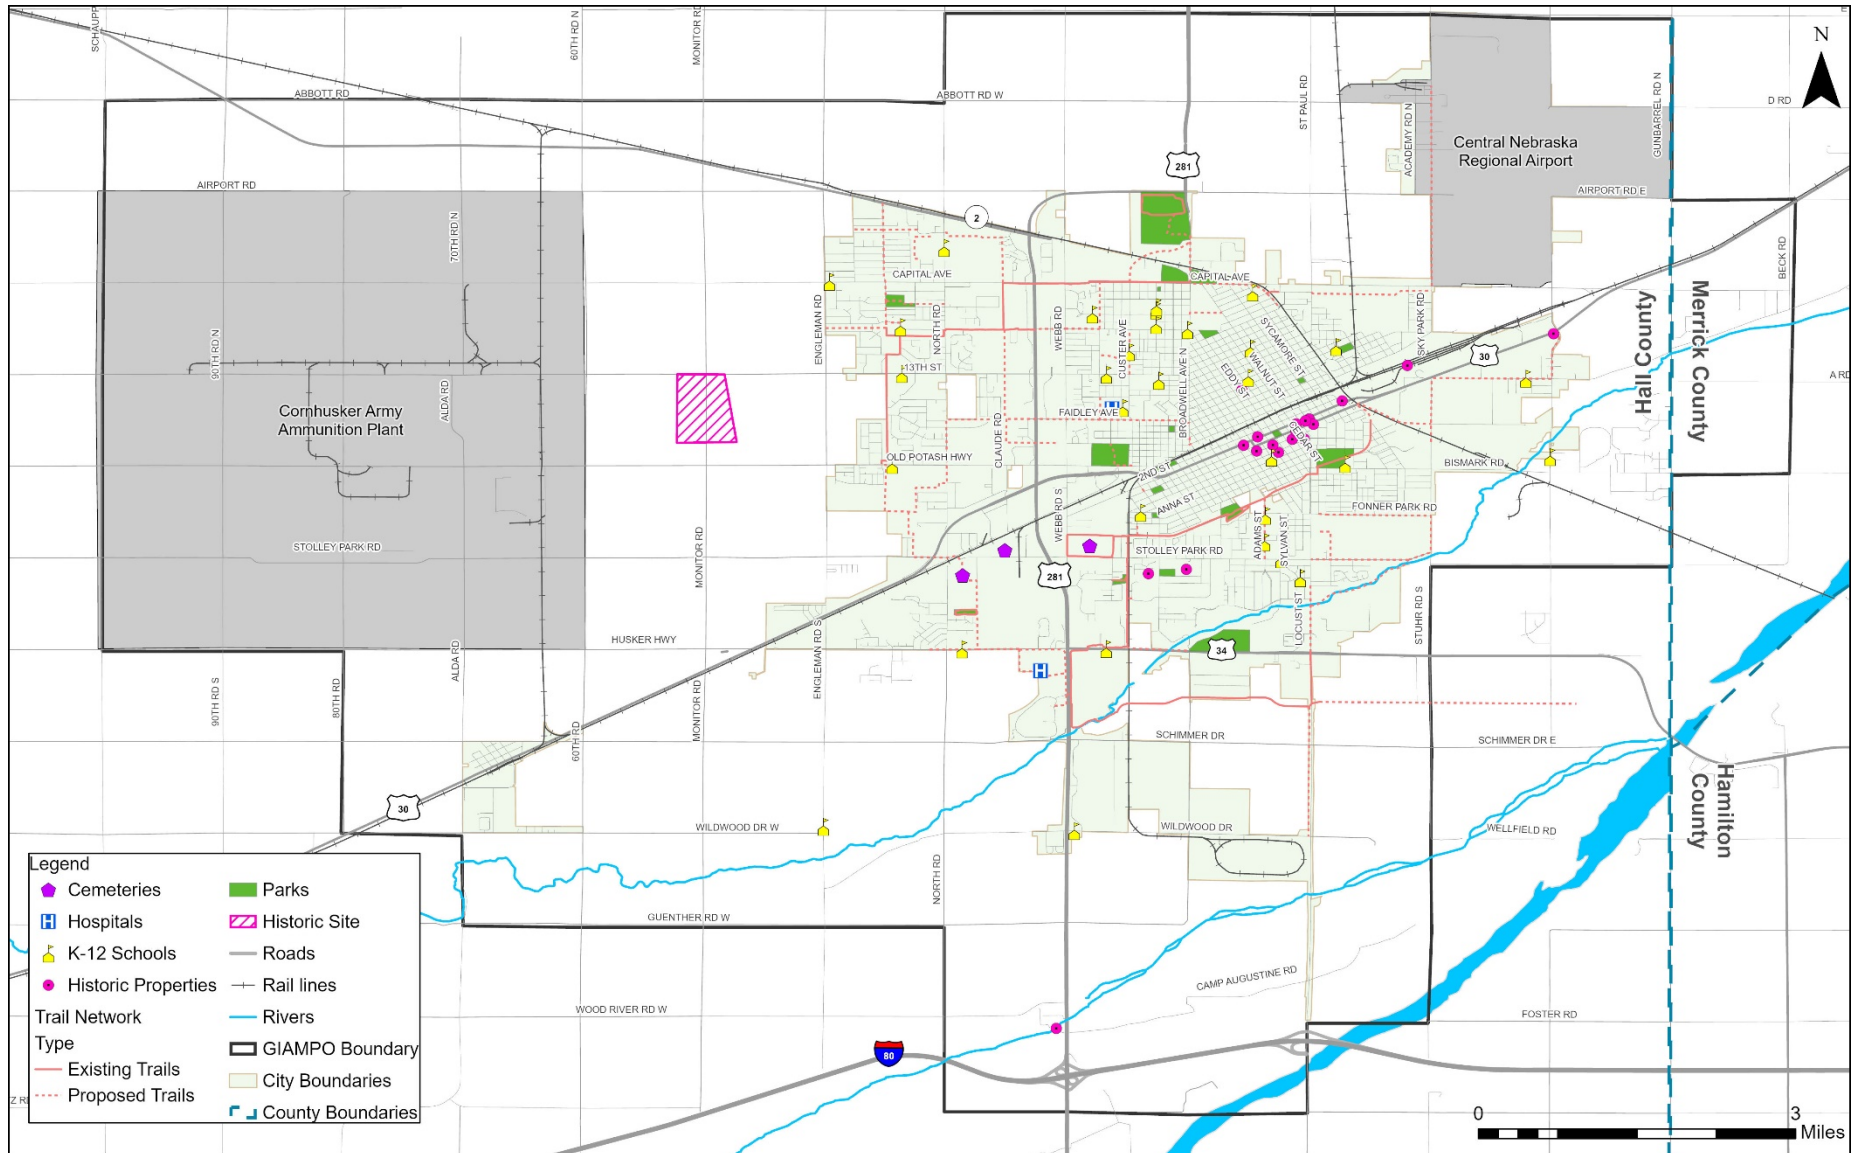 SCHAUPP
60TH RD N
MONITOR RD
N
ABBOTT RD
ABBOTT RD W
ST PAUL RD
ACADEMY RD N
GUNBARREL RD N
D RD
Central Nebraska
Regional Airport
281
AIRPORT RD
AIRPORT RD E
2
70TH RD N
BECK RD
CAPITAL AVE
CAPITAL AVE
ENGLEMAN RD
NORTH RD
WEBB RD
CUSTER AVE
BROADWELL AVE N
SYCAMORE ST
WALNUT ST
EDDY ST
SKY PARK RD
30
Hall County
Merrick County
90TH RD N
ALDA RD
13TH ST
A RD
Cornhusker Army
Ammunition Plant
FAIDLEY AVE
CLAUDE RD
CEDAR ST
OLD POTASH HWY
2ND ST
BISMARK RD
ANNA ST
FONNER PARK RD
WEBB RD S
ADAMS ST
SYLVAN ST
STOLLEY PARK RD
STOLLEY PARK RD
MONITOR RD
281
LOCUST ST
STUHR RD S
HUSKER HWY
ENGLEMAN RD S
34
ALDA RD
90TH RD S
80TH RD
MONITOR RD
60TH RD
SCHIMMER DR
SCHIMMER DR E
Hamilton
County
30
WILDWOOD DR W
WILDWOOD DR
WELLFIELD RD
NORTH RD
GUENTHER RD W
CAMP AUGUSTINE RD
WOOD RIVER RD W
FOSTER RD
80
Legend
Cemeteries
Hospitals
K-12 Schools
Historic Properties
Trail Network
Type
Existing Trails
Proposed Trails
Parks
Historic Site
Roads
Rail lines
Rivers
GIAMPO Boundary
City Boundaries
County Boundaries
H
H
H
Z RD
0
3
Miles